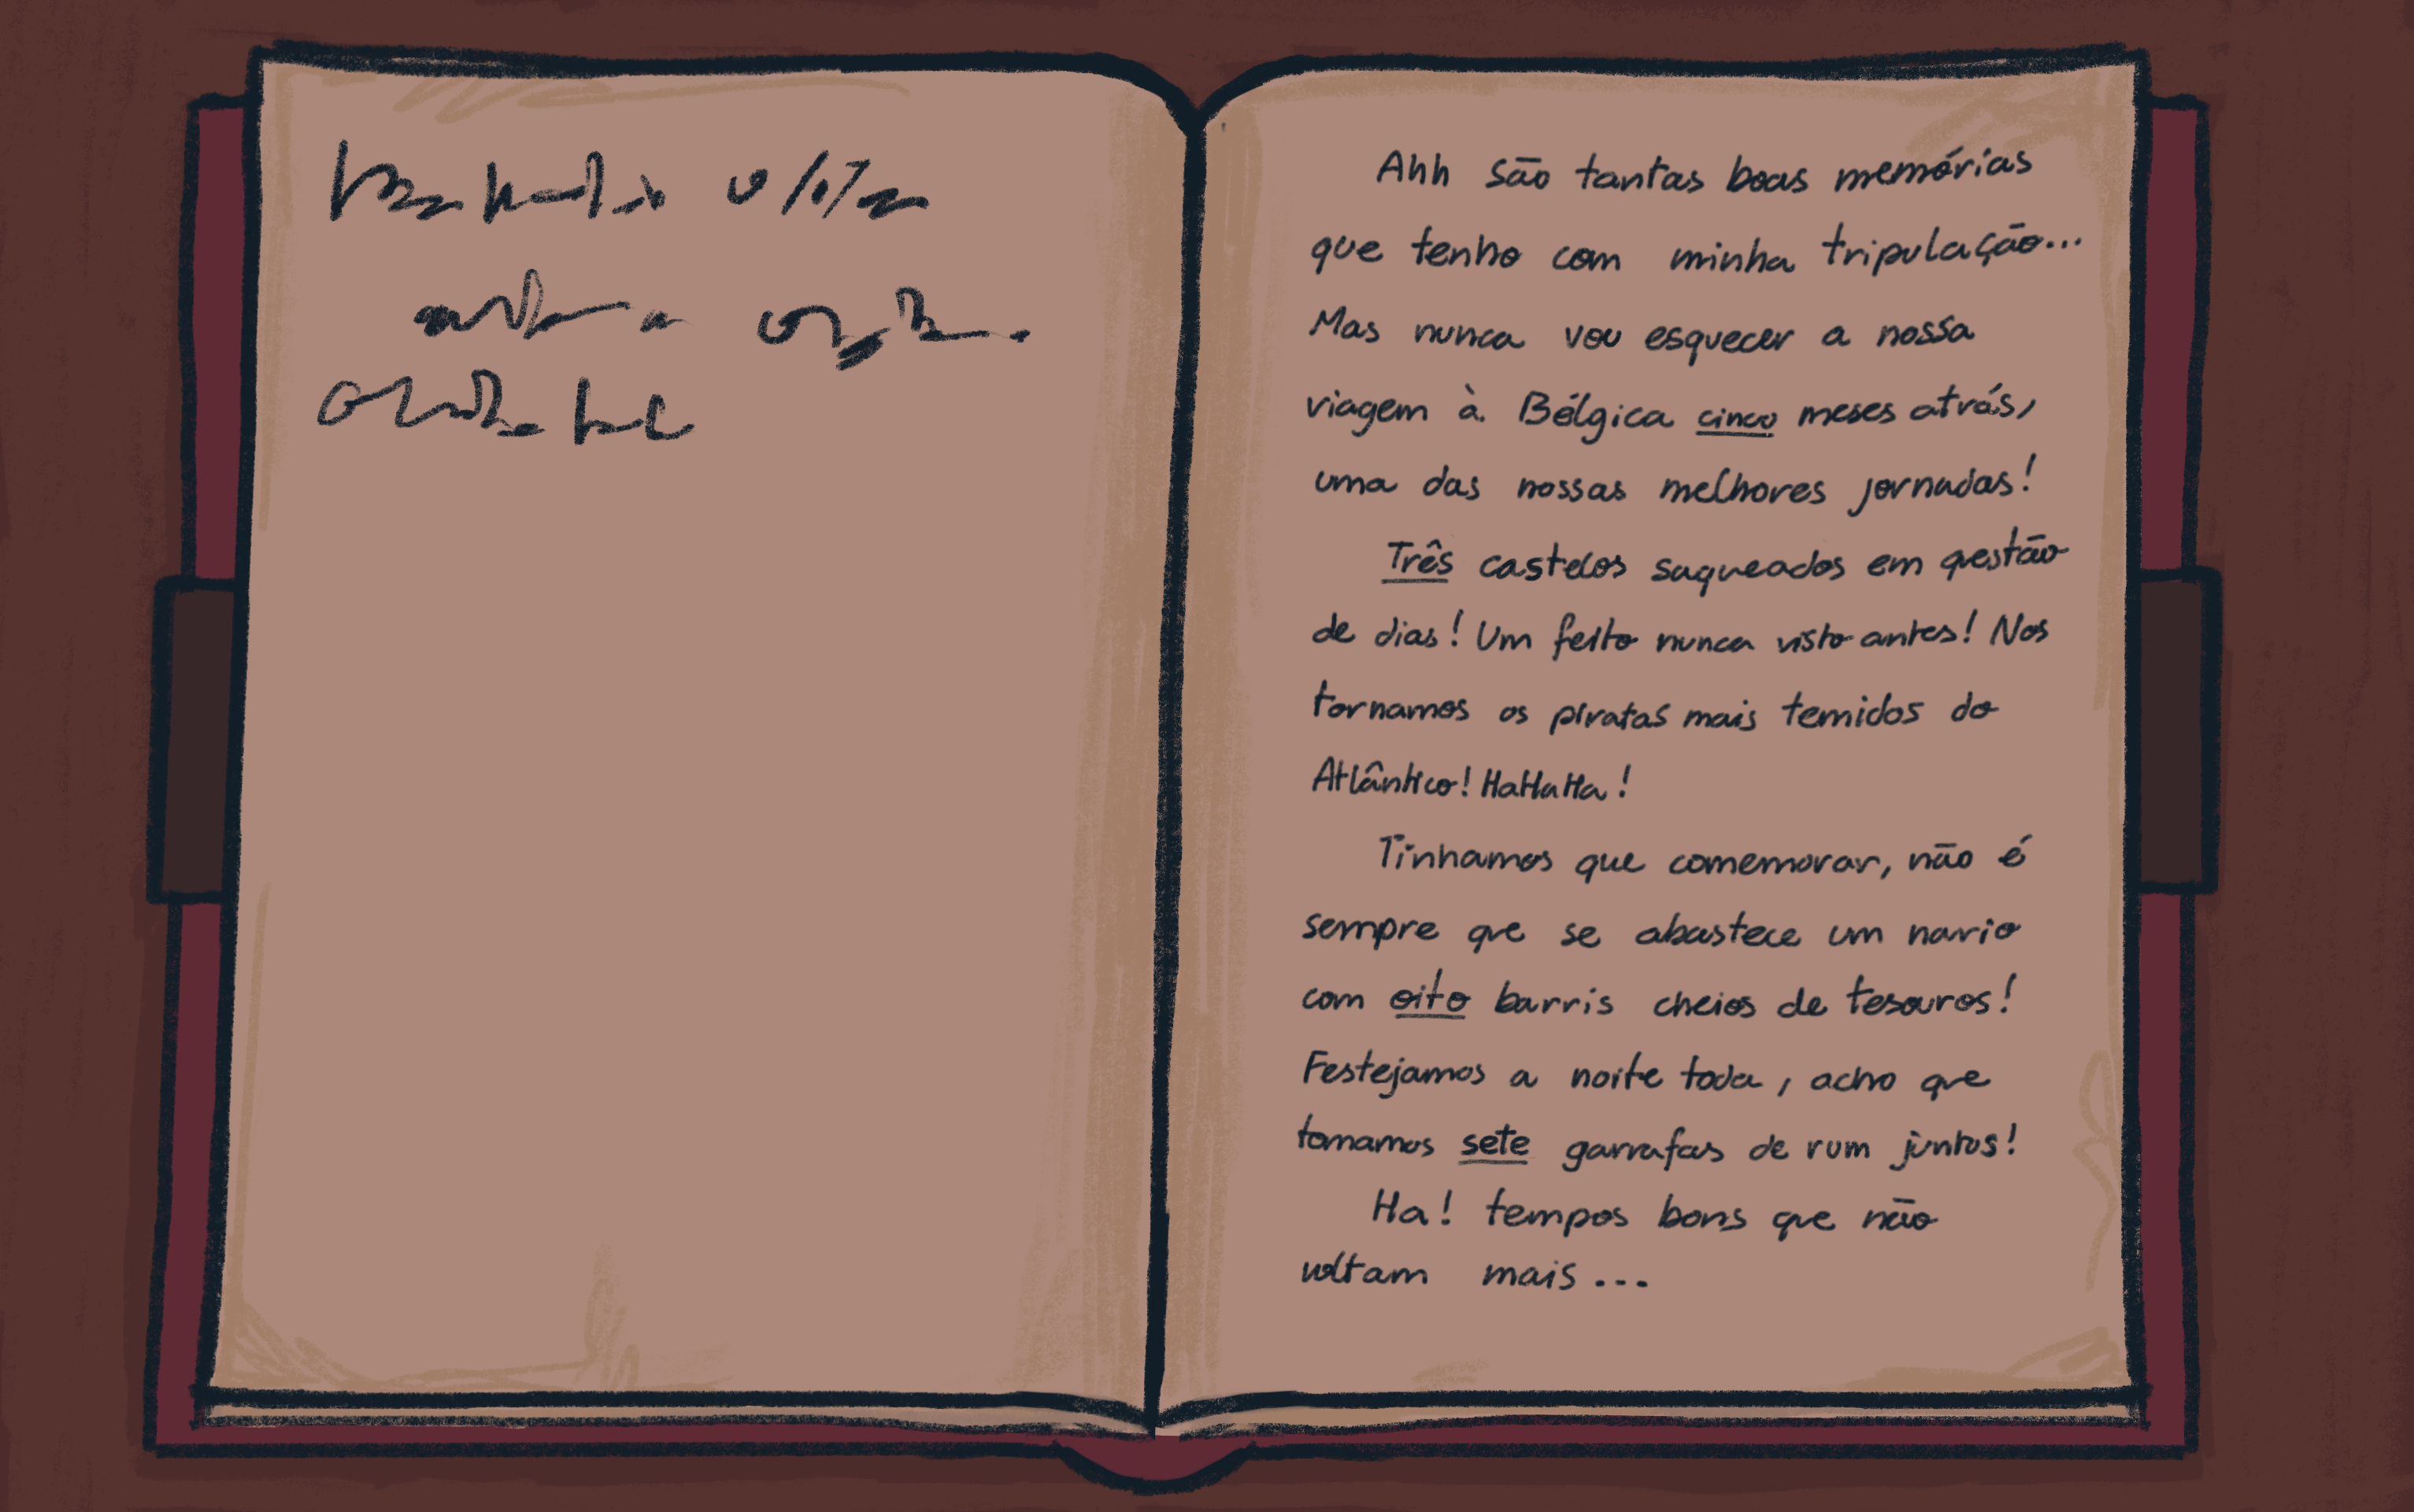 Ahh são tantas boas memórias
que tenho com minha tripulação...
Mas nunca vou esquecer a nossa
viagem à Bélgica cinco meses atrás,
uma das nossas melhores jornadas!
Três castelos saqueados em questão
de dias! Um feito nunca visto antes! Nos
tornamos os piratas mais temidos do
Atlântico! HaHaHa!
Tinhamos que comemorar, não é
sempre que se abastece um navio
com oito barris cheios de tesouros!
Festejamos a noite toda, acho que
tomamos sete garrafas de rum juntos!
Ha! tempos bons que não
voltam mais...